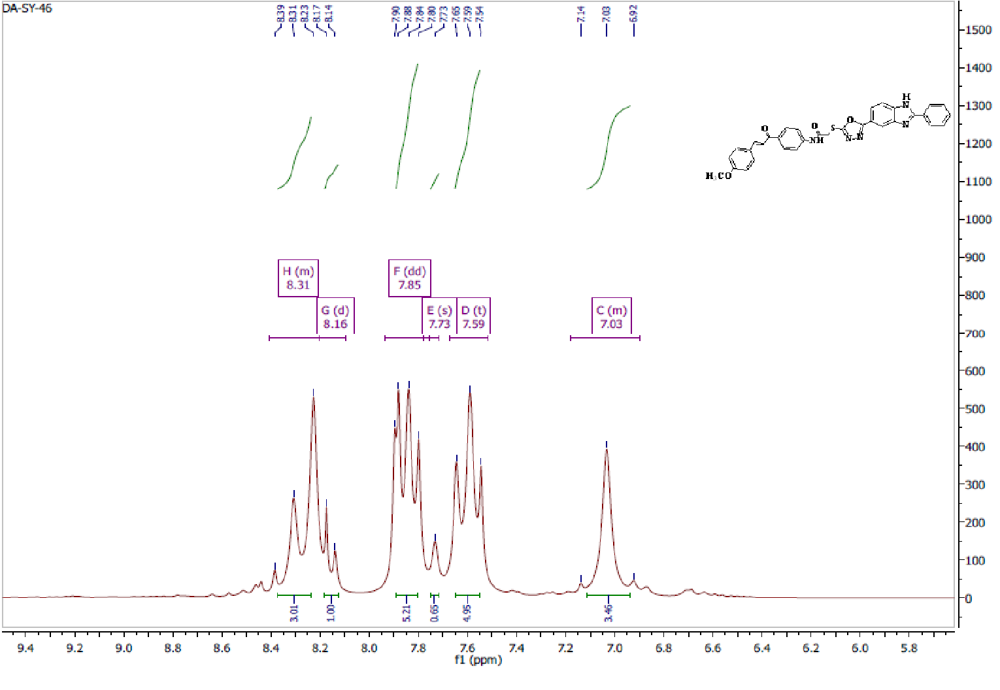 DA-SY-46
8.39
8.31
8.23
8.17
8.14
7.90
7.88
7.84
7.80
7.73
7.65
7.59
7.54
7.14
7.03
6.92
1500
1400
1300
1200
1100
1000
900
800
700
600
500
400
300
200
100
0
H
N
N
O
N-N
S
O
NH
O
H3CO
H (m)
8.31
G (d)
8.16
F (dd)
7.85
E (s)
7.73
D (t)
7.59
C (m)
7.03
3.01
1.00
5.21
0.65
4.95
3.46
9.4 9.2 9.0 8.8 8.6 8.4 8.2 8.0 7.8 7.6 7.4 7.2 7.0 6.8 6.6 6.4 6.2 6.0 5.8
f1 (ppm)